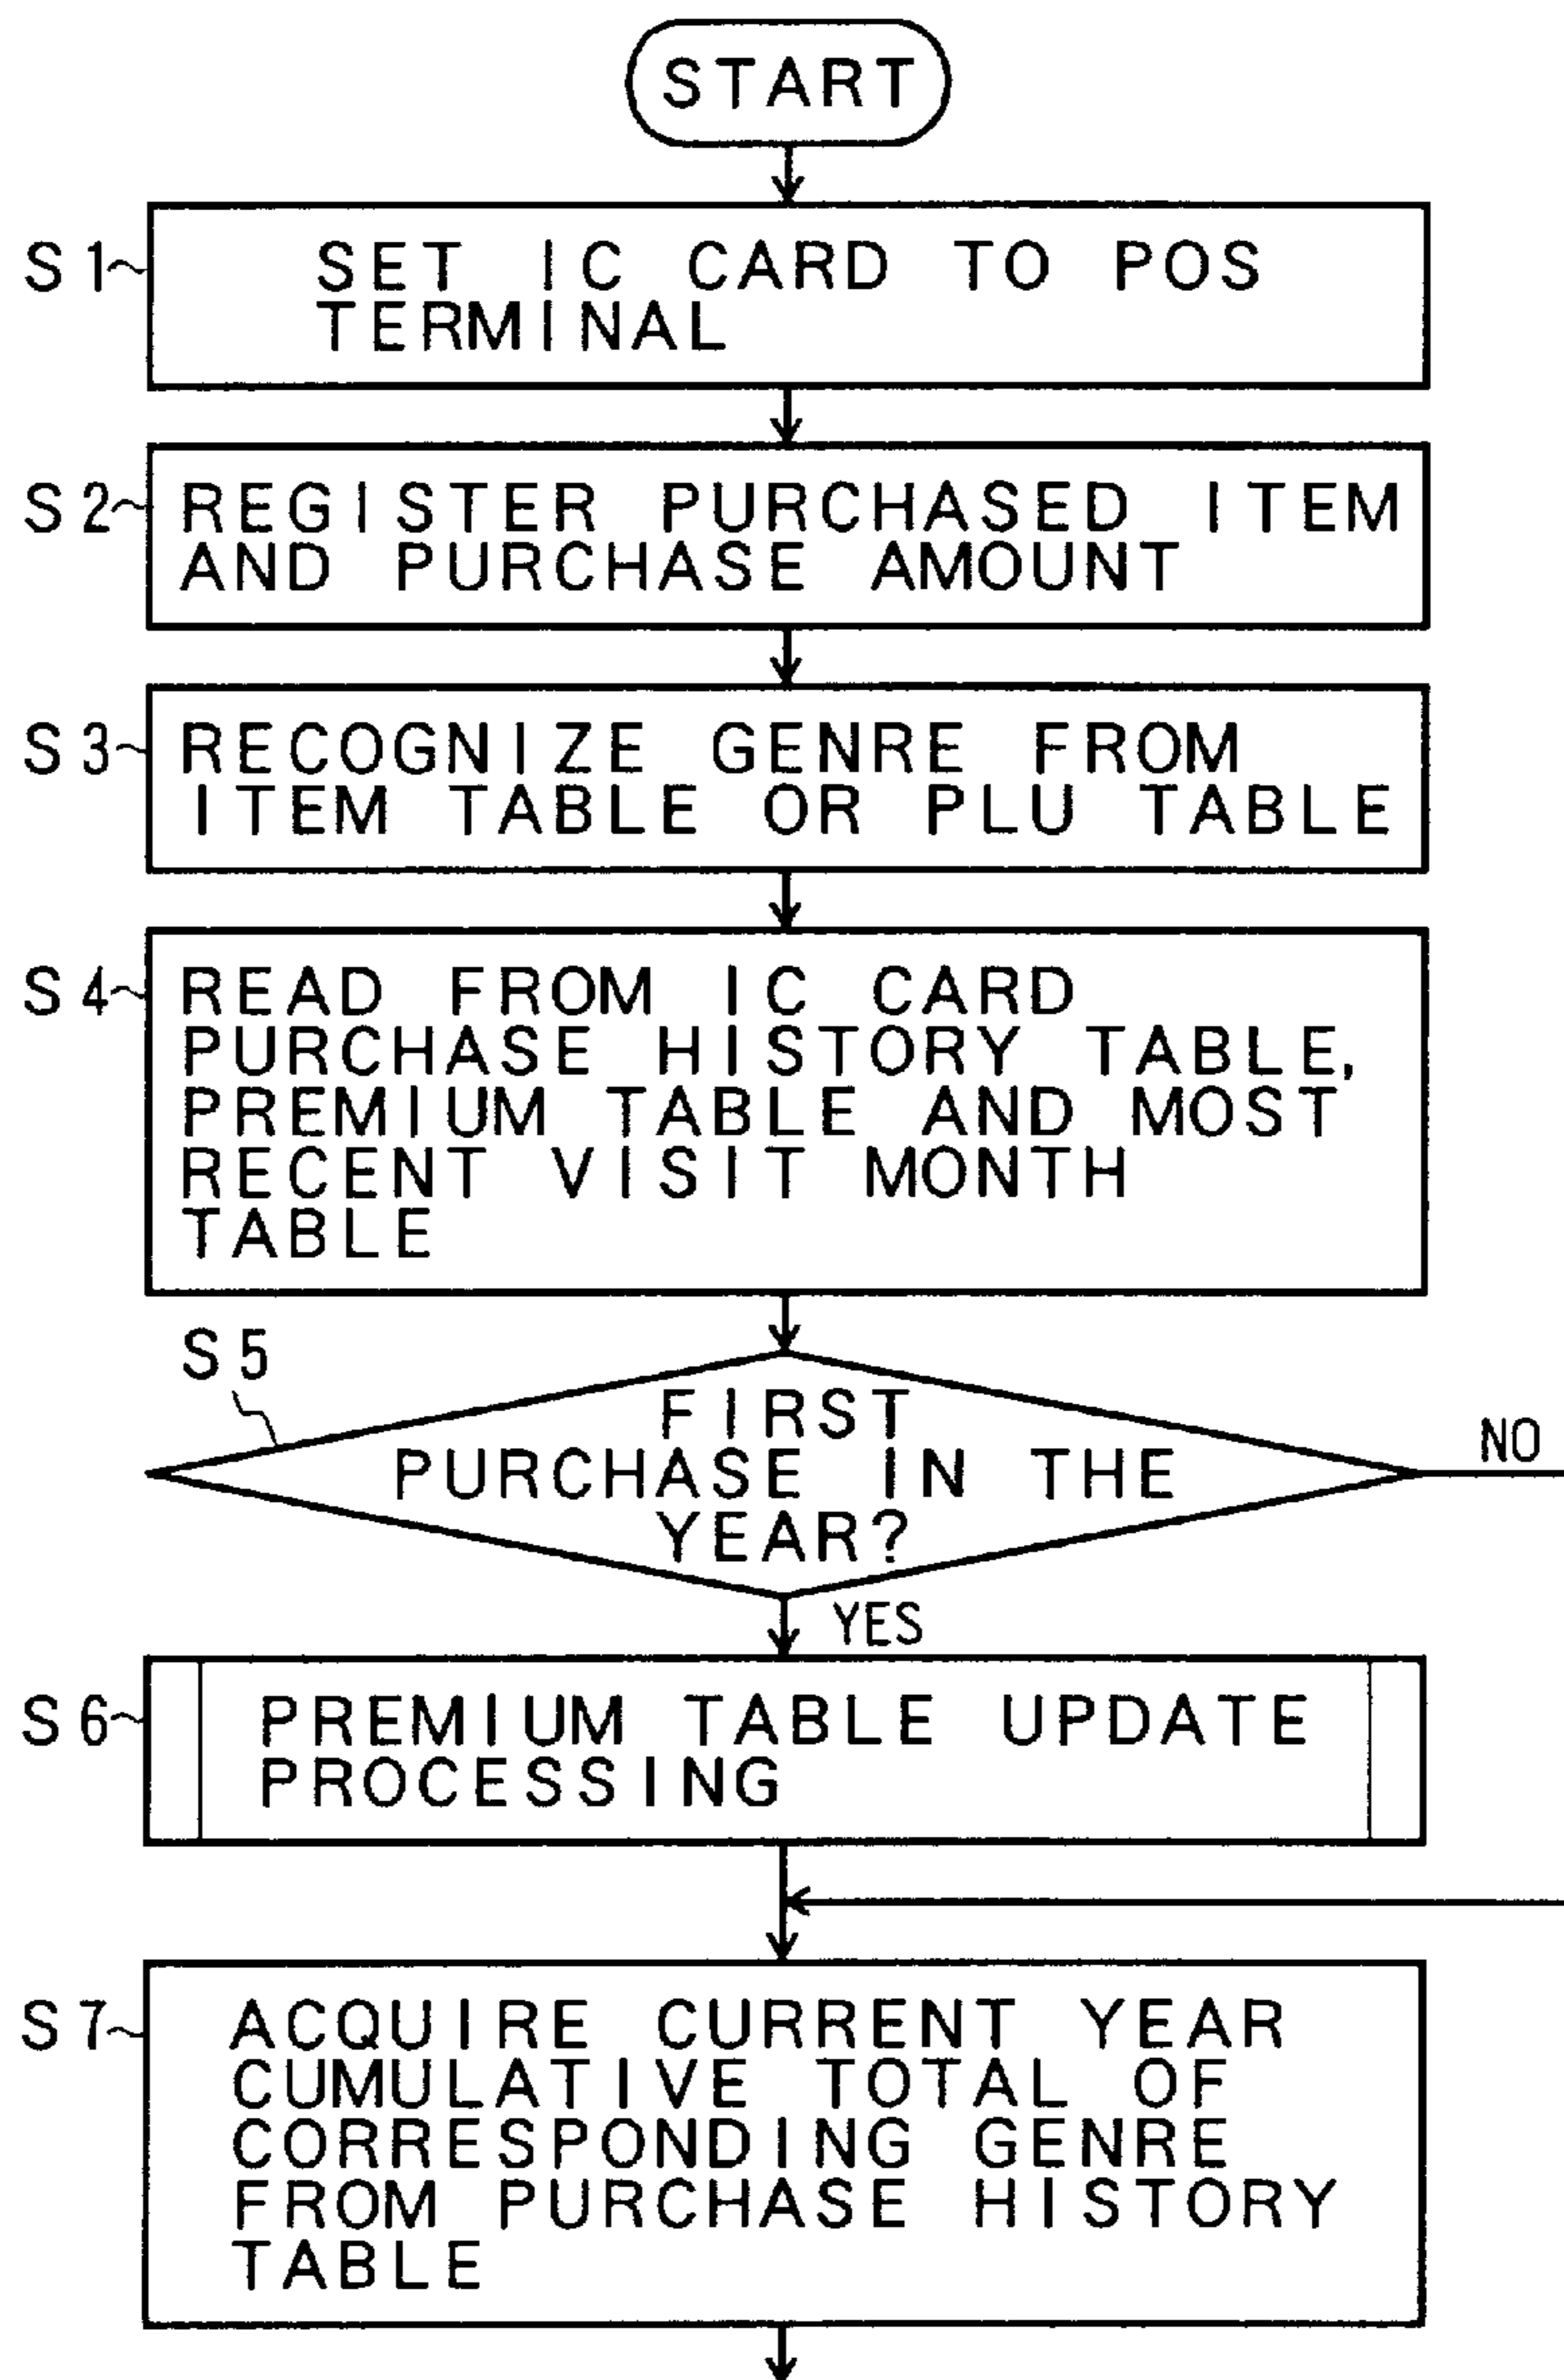 START
S1
SET IC CARD TO POS
TERMINAL
S2
REGISTER PURCHASED ITEM
AND PURCHASE AMOUNT
S3
RECOGNIZE GENRE FROM
ITEM TABLE OR PLU TABLE
S4
READ FROM IC CARD
PURCHASE HISTORY TABLE,
PREMIUM TABLE AND MOST
RECENT VISIT MONTH
TABLE
S5
FIRST
PURCHASE IN THE
YEAR?
NO
YES
S6
PREMIUM TABLE UPDATE
PROCESSING
S7
ACQUIRE CURRENT YEAR
CUMULATIVE TOTAL OF
CORRESPONDING GENRE
FROM PURCHASE HISTORY
TABLE